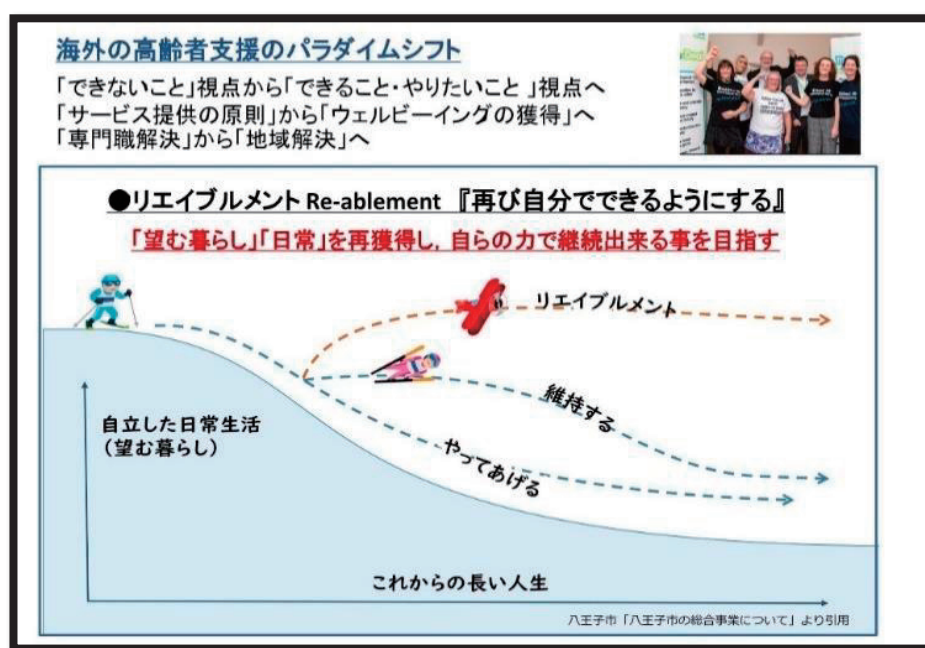 海外の高齢者支援のパラダイムシフト
「できないこと」視点から「できること・やりたいこと」視点へ
「サービス提供の原則」から「ウェルビーイングの獲得」へ
「専門職解決」から「地域解決」へ
●リエイブルメント Re-ablement 『再び自分でできるようにする』
「望む暮らし」「日常」を再獲得し，自らの力で継続出来る事を目指す
リエイブルメント
維持する
やってあげる
自立した日常生活
（望む暮らし）
これからの長い人生
八王子市「八王子市の総合事業について」より引用